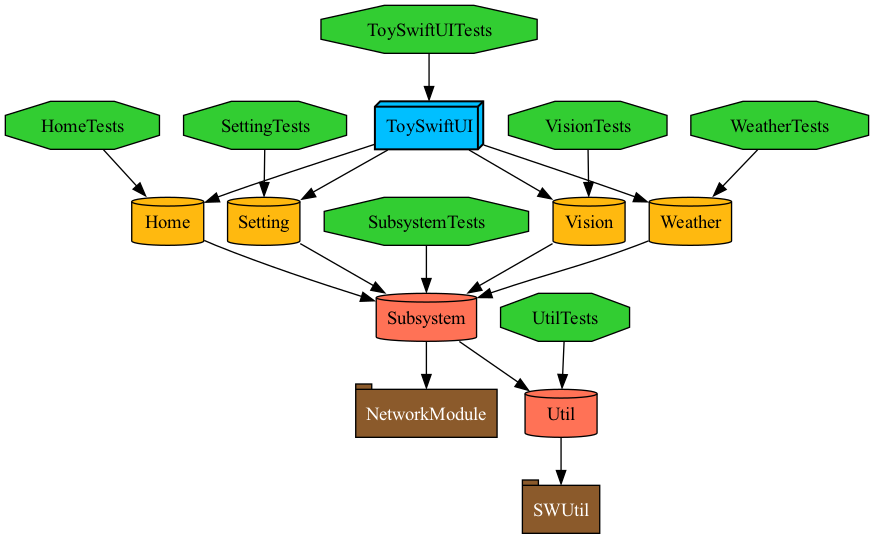 ToySwiftUITests
HomeTests
SettingTests
ToySwiftUI
VisionTests
WeatherTests
Home
Setting
SubsystemTests
Vision
Weather
Subsystem
UtilTests
NetworkModule
Util
SWUtil